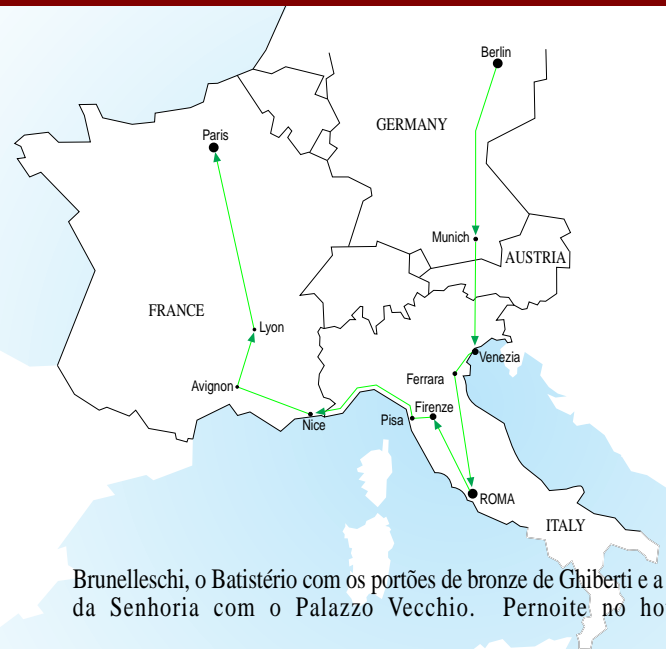 Berlin
GERMANY
Paris
Munich
AUSTRIA
FRANCE
Lyon
Venezia
Ferrara
Avignon
Firenze
Nice
Pisa
ROMA
ITALY
Brunelleschi, o Batistério com os portões de bronze de Ghiberti e a
da Senhoria com o Palazzo Vecchio. Pernoite no ho